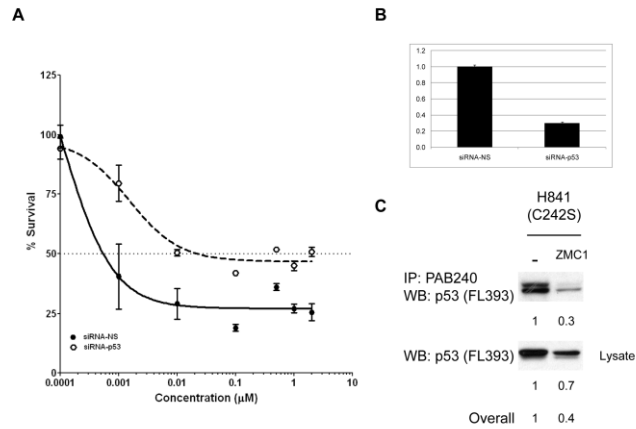 A
125
100
75
50
25
0
% Survival
0.0001
0.001
0.01
0.1
1
10
Concentration (µM)
siRNA-NS
siRNA-p53
B
1.2
1.0
0.8
0.6
0.4
0.2
0.0
siRNA-NS
siRNA-p53
C
H841
(C242S)
- ZMC1
IP: PAB240
WB: p53 (FL393)
1 0.3
WB: p53 (FL393) Lysate
1 0.7
Overall 1 0.4